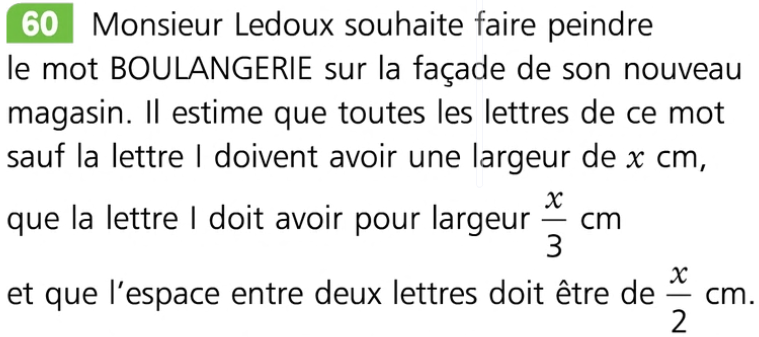 60 Monsieur Ledoux souhaite faire peindre
le mot BOULANGERIE sur la façade de son nouveau
magasin. Il estime que toutes les lettres de ce mot
sauf la lettre I doivent avoir une largeur de x cm,
que la lettre I doit avoir pour largeur x/3 cm
et que l'espace entre deux lettres doit être de x/2 cm.